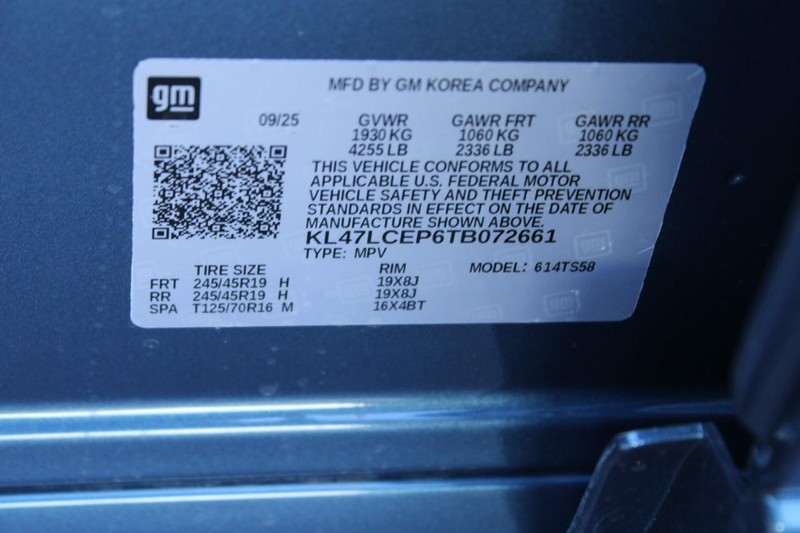 gm
MFD BY GM KOREA COMPANY
09/25 GVWR GAWR FRT GAWR RR
1930 KG 1060 KG 1060 KG
4255 LB 2336 LB 2336 LB
THIS VEHICLE CONFORMS TO ALL
APPLICABLE U.S. FEDERAL MOTOR
VEHICLE SAFETY AND THEFT PREVENTION
STANDARDS IN EFFECT ON THE DATE OF
MANUFACTURE SHOWN ABOVE.
KL47LCEP6TB072661
TYPE: MPV
TIRE SIZE RIM MODEL: 614TS58
FRT 245/45R19 H 19X8J
RR 245/45R19 H 19X8J
SPA T125/70R16 M 16X4BT